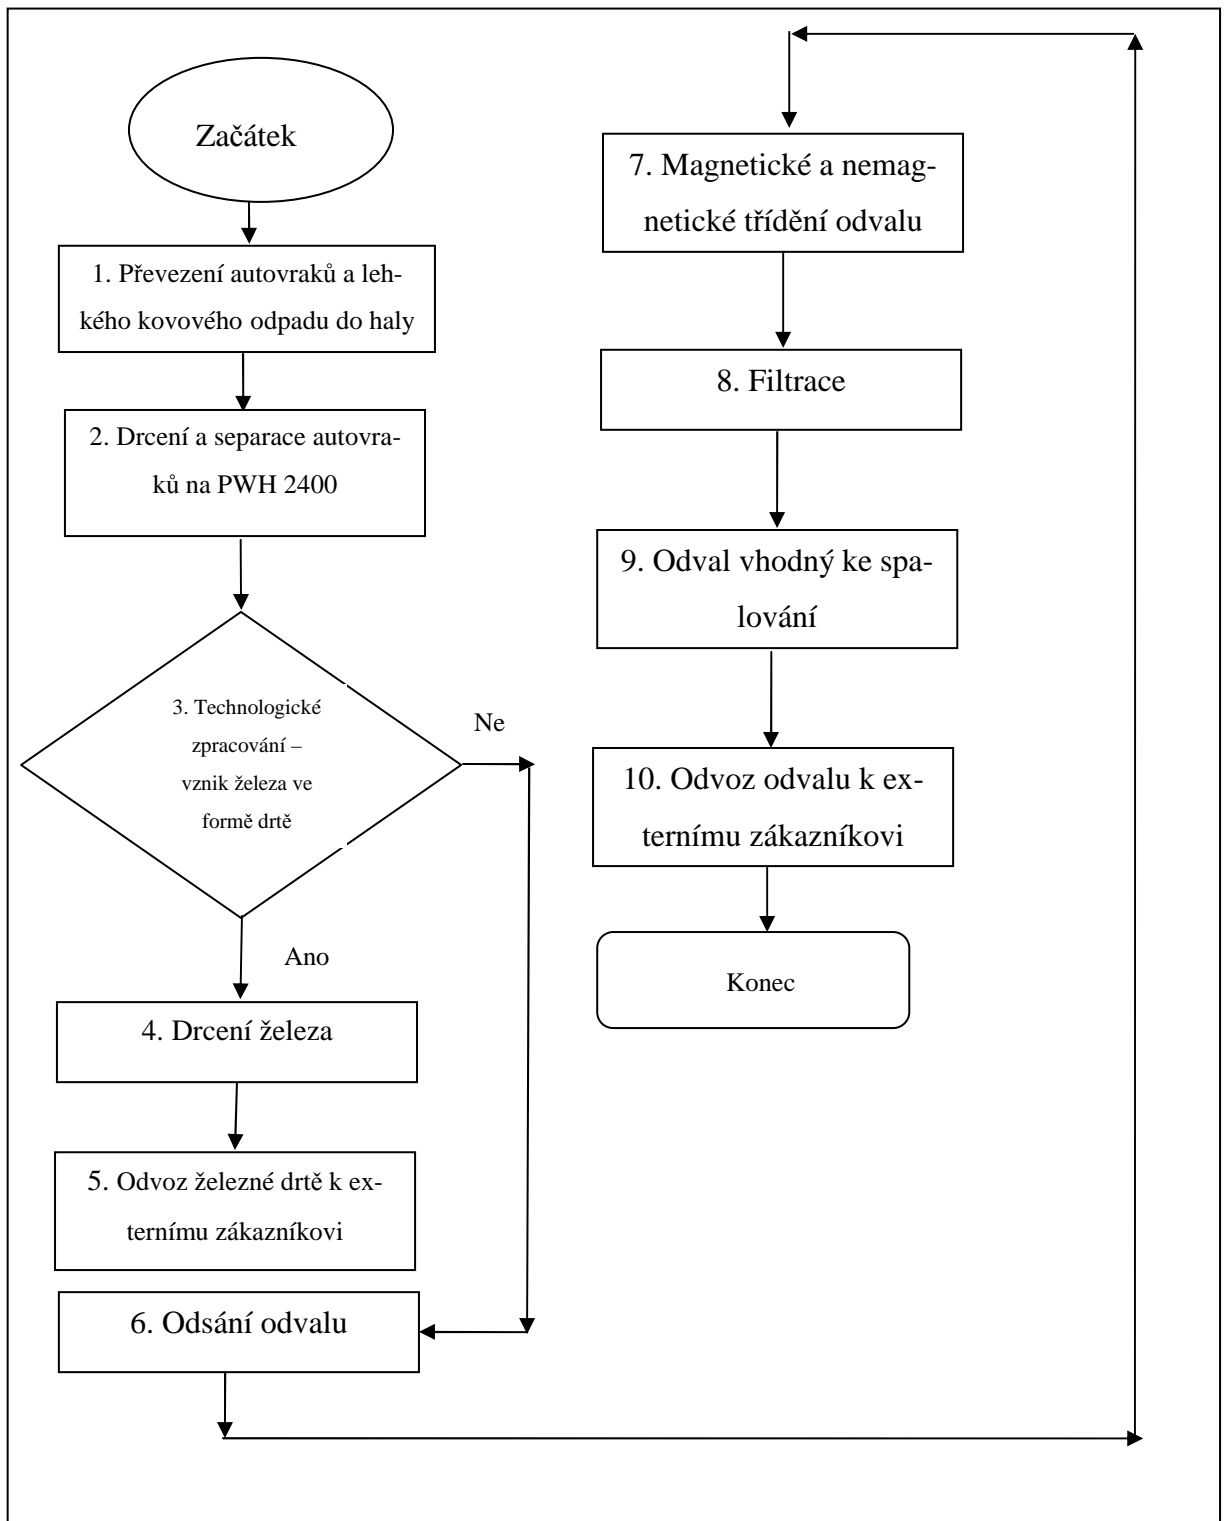 Začátek
1. Převezení autovraků a leh-
kého kovového odpadu do haly
2. Drcení a separace autovra-
ků na PWH 2400
3. Technologické
zpracování –
vznik železa ve
formě drtě
Ne
Ano
4. Drcení železa
5. Odvoz železné drtě k ex-
ternímu zákazníkovi
6. Odsání odvalu
7. Magnetické a nemag-
netické třídění odvalu
8. Filtrace
9. Odval vhodný ke spa-
lování
10. Odvoz odvalu k ex-
ternímu zákazníkovi
Konec